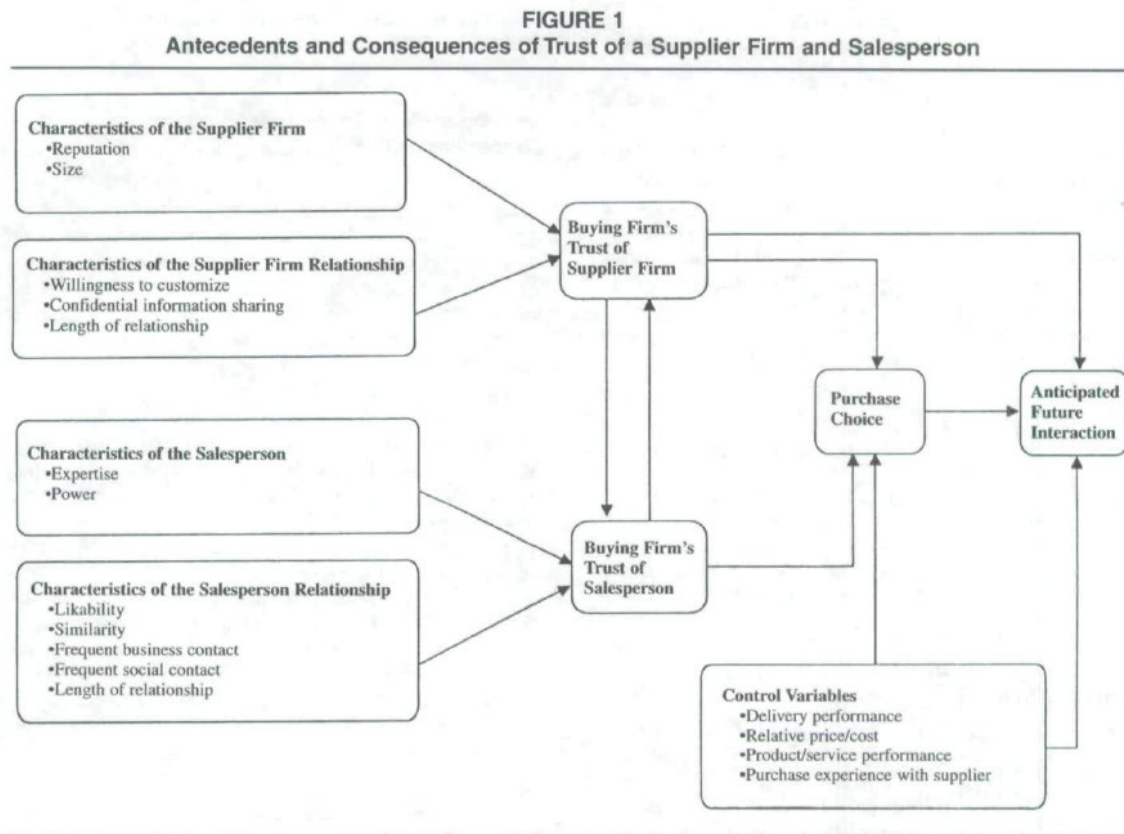 FIGURE 1
Antecedents and Consequences of Trust of a Supplier Firm and Salesperson
Characteristics of the Supplier Firm
•Reputation
•Size
Characteristics of the Supplier Firm Relationship
•Willingness to customize
•Confidential information sharing
•Length of relationship
Characteristics of the Salesperson
•Expertise
•Power
Characteristics of the Salesperson Relationship
•Likability
•Similarity
•Frequent business contact
•Frequent social contact
•Length of relationship
Buying Firm's
Trust of
Supplier Firm
Buying Firm's
Trust of
Salesperson
Purchase
Choice
Anticipated
Future
Interaction
Control Variables
•Delivery performance
•Relative price/cost
•Product/service performance
•Purchase experience with supplier